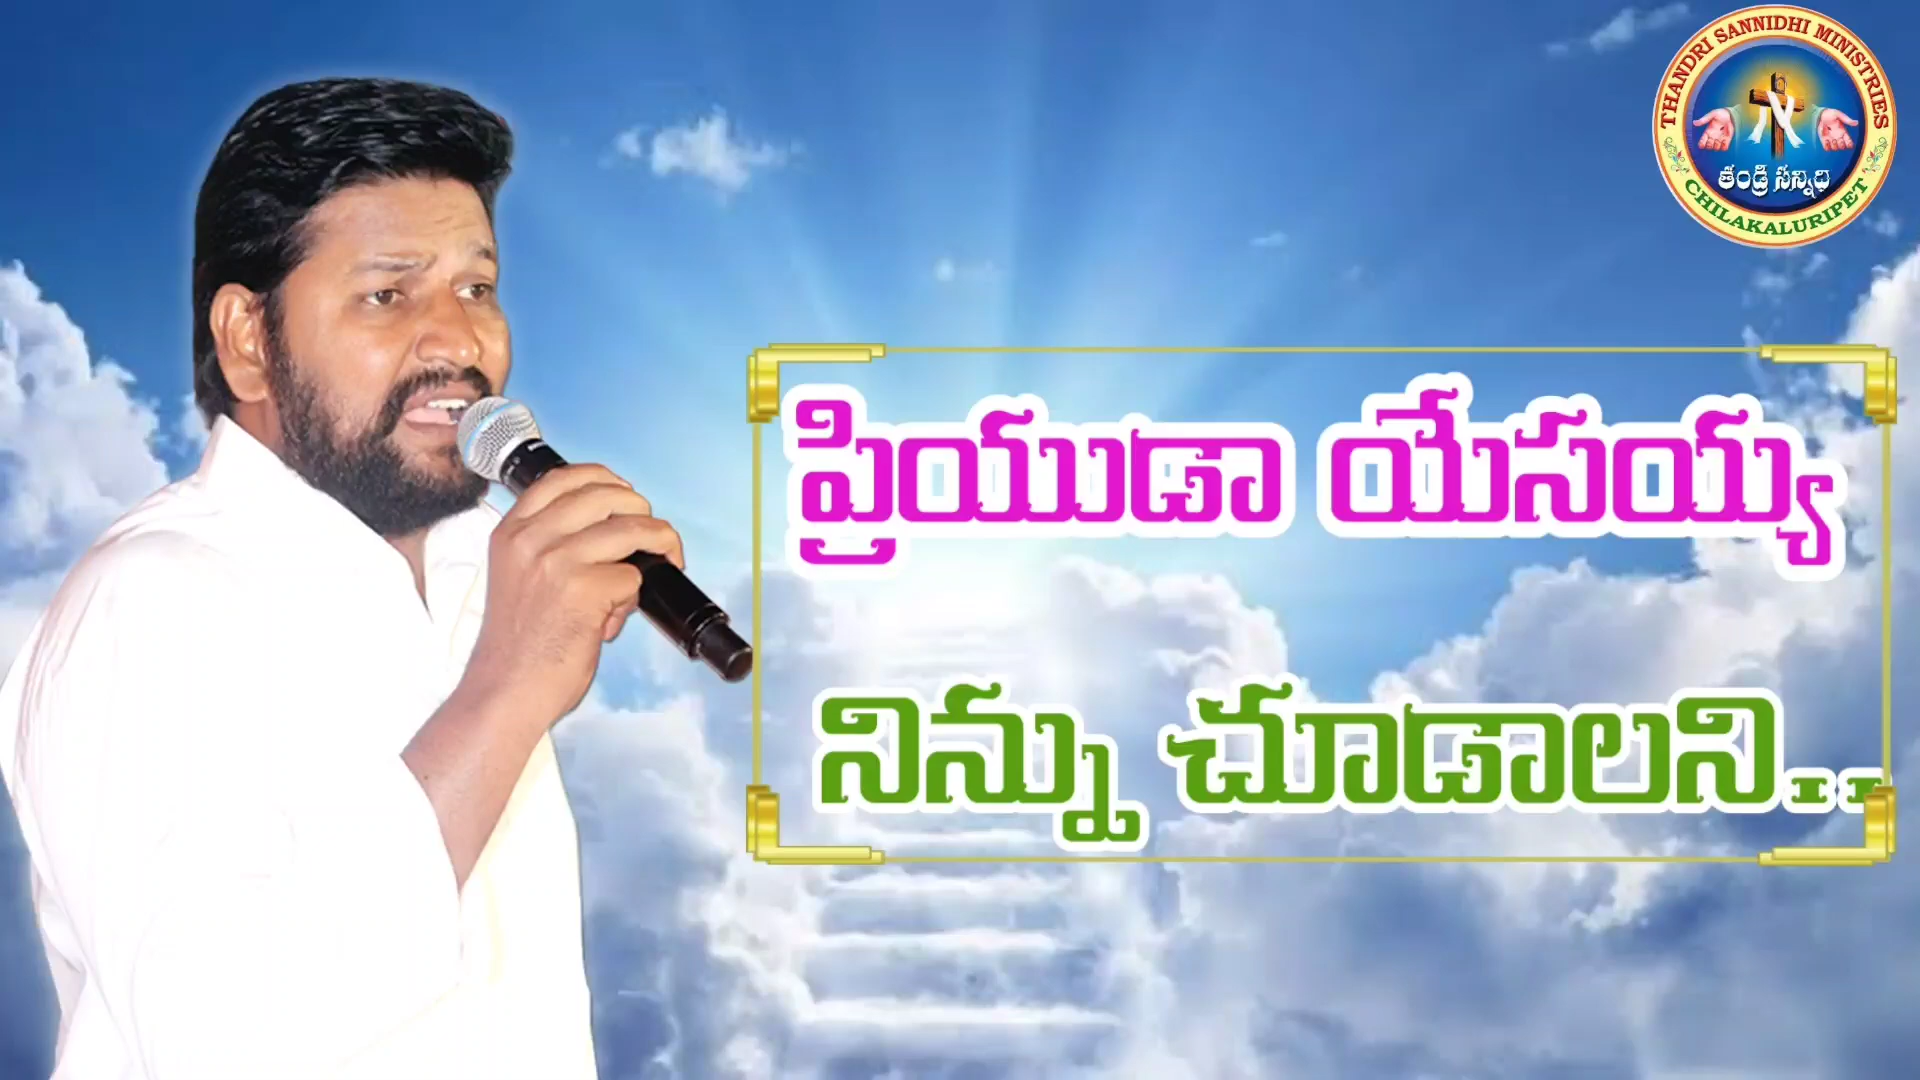 THANDRI SANNIDHI MINISTRIES
తండ్రి సన్నిధి
CHILAKALURIPET
ప్రియుడా యేసయ్య
నిన్ను చూడాలని...